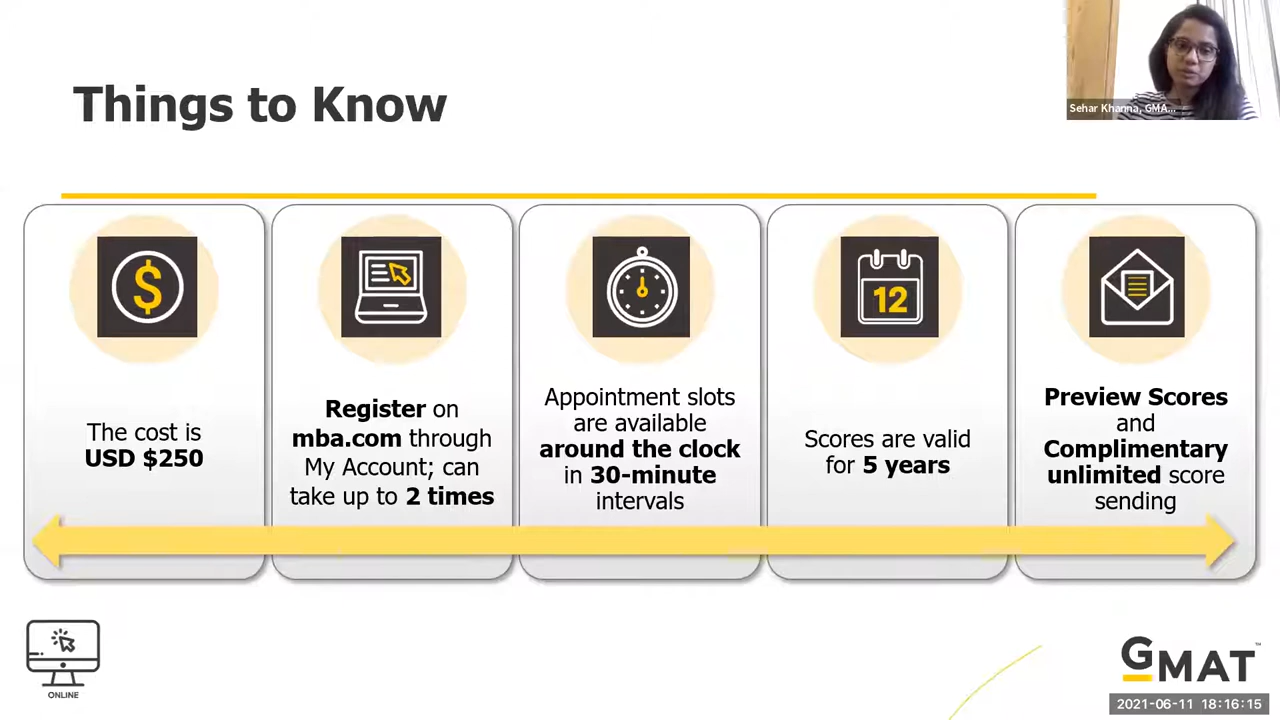 Things to Know
Sehar Khanna, GMA...
$
12
The cost is
USD $250
Register on
mba.com through
My Account; can
take up to 2 times
Appointment slots
are available
around the clock
in 30-minute
intervals
Scores are valid
for 5 years
Preview Scores
and
Complimentary
unlimited score
sending
ONLINE
GMAT™
2021-06-11 18:16:15